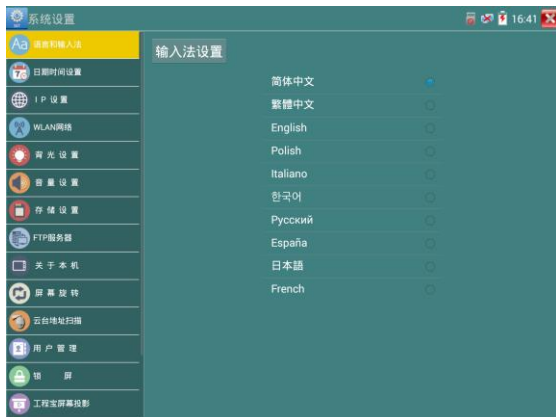 系统设置
16:41
语言和输入法
日期时间设置
IP设置
WLAN网络
背光设置
音量设置
存储设置
FTP服务器
关于本机
屏幕旋转
云台地址扫描
用户管理
锁 屏
工程宝屏幕投影
输入法设置
简体中文
繁體中文
English
Polish
Italiano
한국어
Русский
España
日本語
French